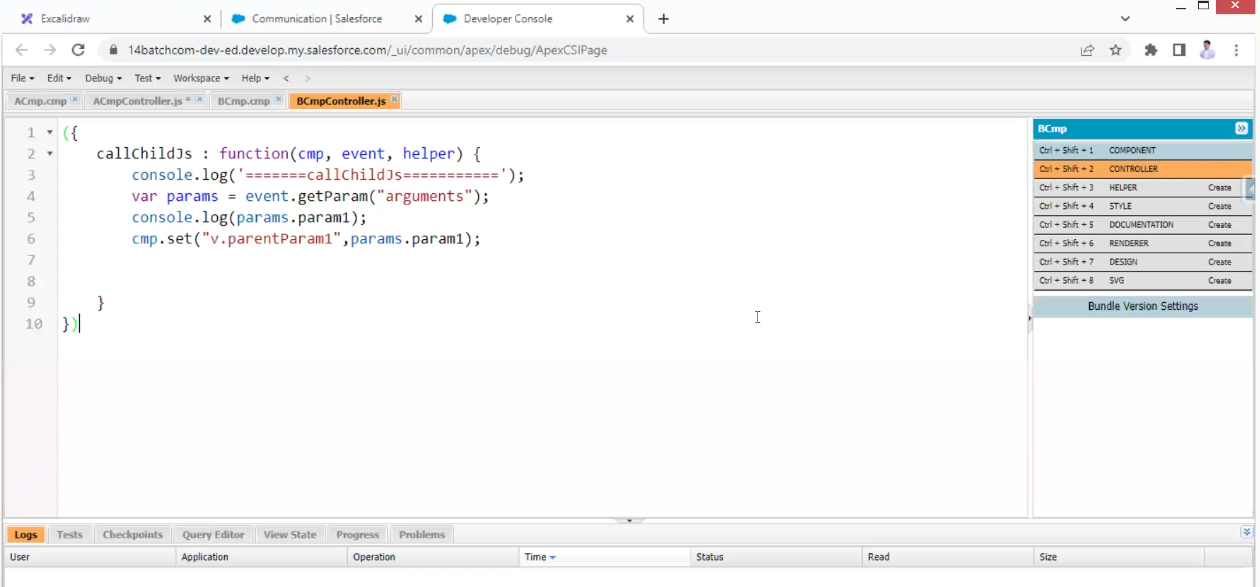 Excalidraw
Communication | Salesforce
Developer Console
14batchcom-dev-ed.develop.my.salesforce.com/_ui/common/apex/debug/ApexCSIPage
File Edit Debug Test Workspace Help < >
ACmp.cmp ACmpController.js * BCmp.cmp BCmpController.js
1 ({
2 callChildJs : function(cmp, event, helper) {
3 console.log('=======callChildJs===========');
4 var params = event.getParam("arguments");
5 console.log(params.param1);
6 cmp.set("v.parentParam1",params.param1);
7
8
9 }
10 })
BCmp
Ctrl + Shift + 1 COMPONENT
Ctrl + Shift + 2 CONTROLLER
Ctrl + Shift + 3 HELPER Create
Ctrl + Shift + 4 STYLE Create
Ctrl + Shift + 5 DOCUMENTATION Create
Ctrl + Shift + 6 RENDERER Create
Ctrl + Shift + 7 DESIGN Create
Ctrl + Shift + 8 SVG Create
Bundle Version Settings
Logs Tests Checkpoints Query Editor View State Progress Problems
User Application Operation Time Status Read Size